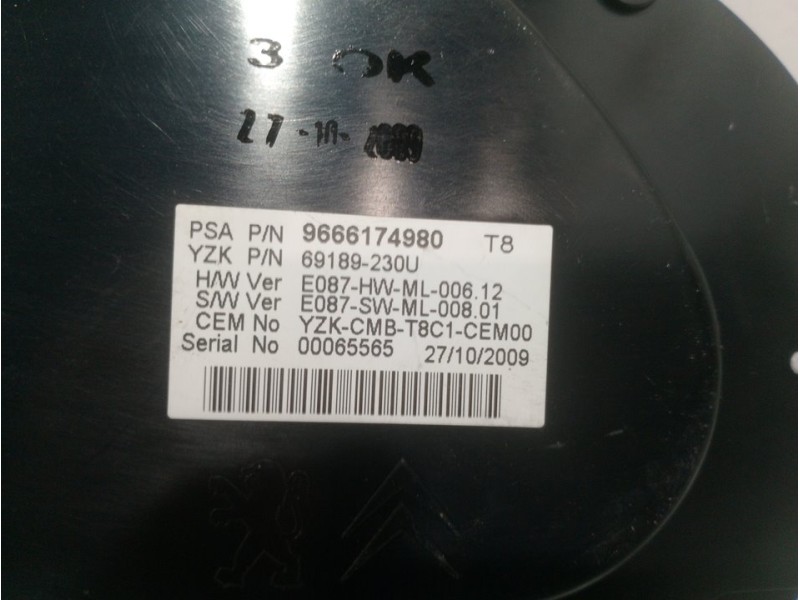 3 OK
27-10-2009
PSA P/N 9666174980 T8
YZK P/N 69189-230U
H/W Ver E087-HW-ML-006.12
S/W Ver E087-SW-ML-008.01
CEM No YZK-CMB-T8C1-CEM00
Serial No 00065565 27/10/2009